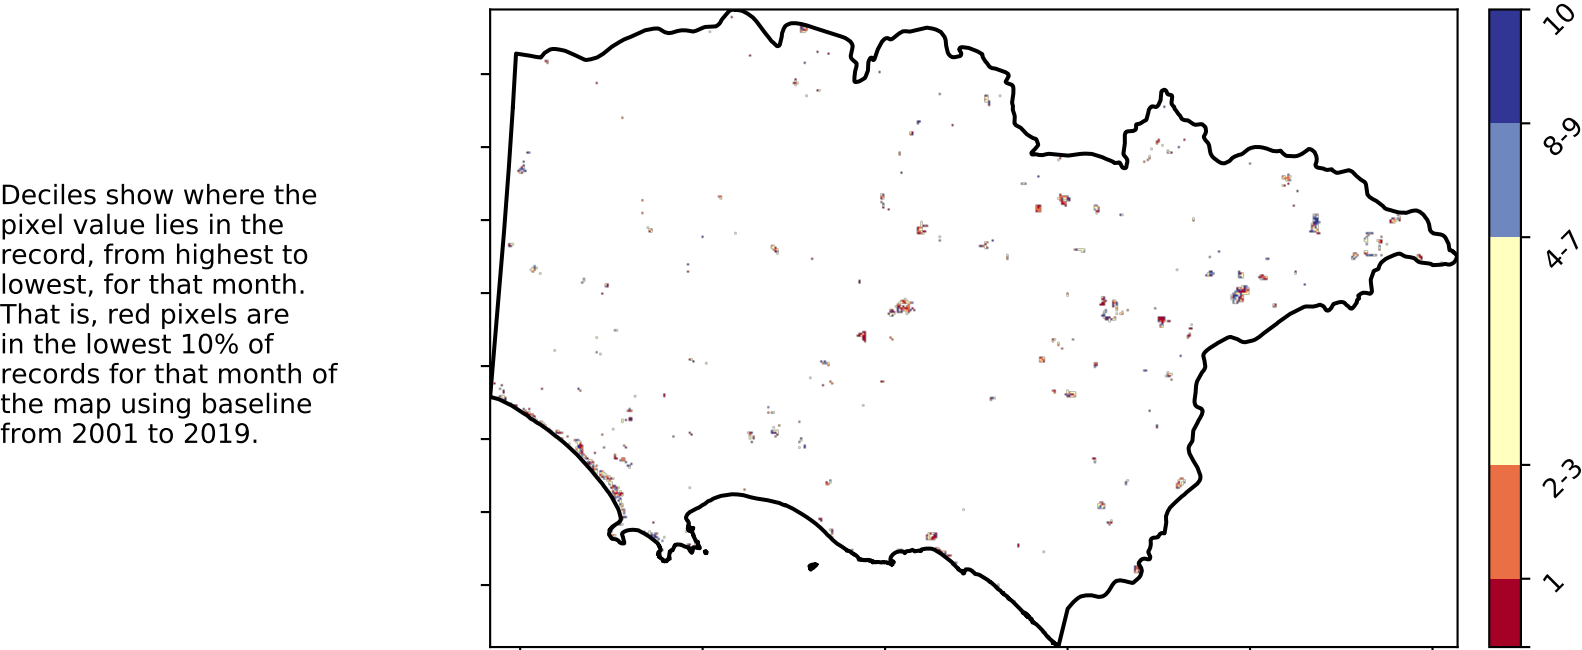 Deciles show where the
pixel value lies in the
record, from highest to
lowest, for that month.
That is, red pixels are
in the lowest 10% of
records for that month of
the map using baseline
from 2001 to 2019.
10
8-9
4-7
2-3
1